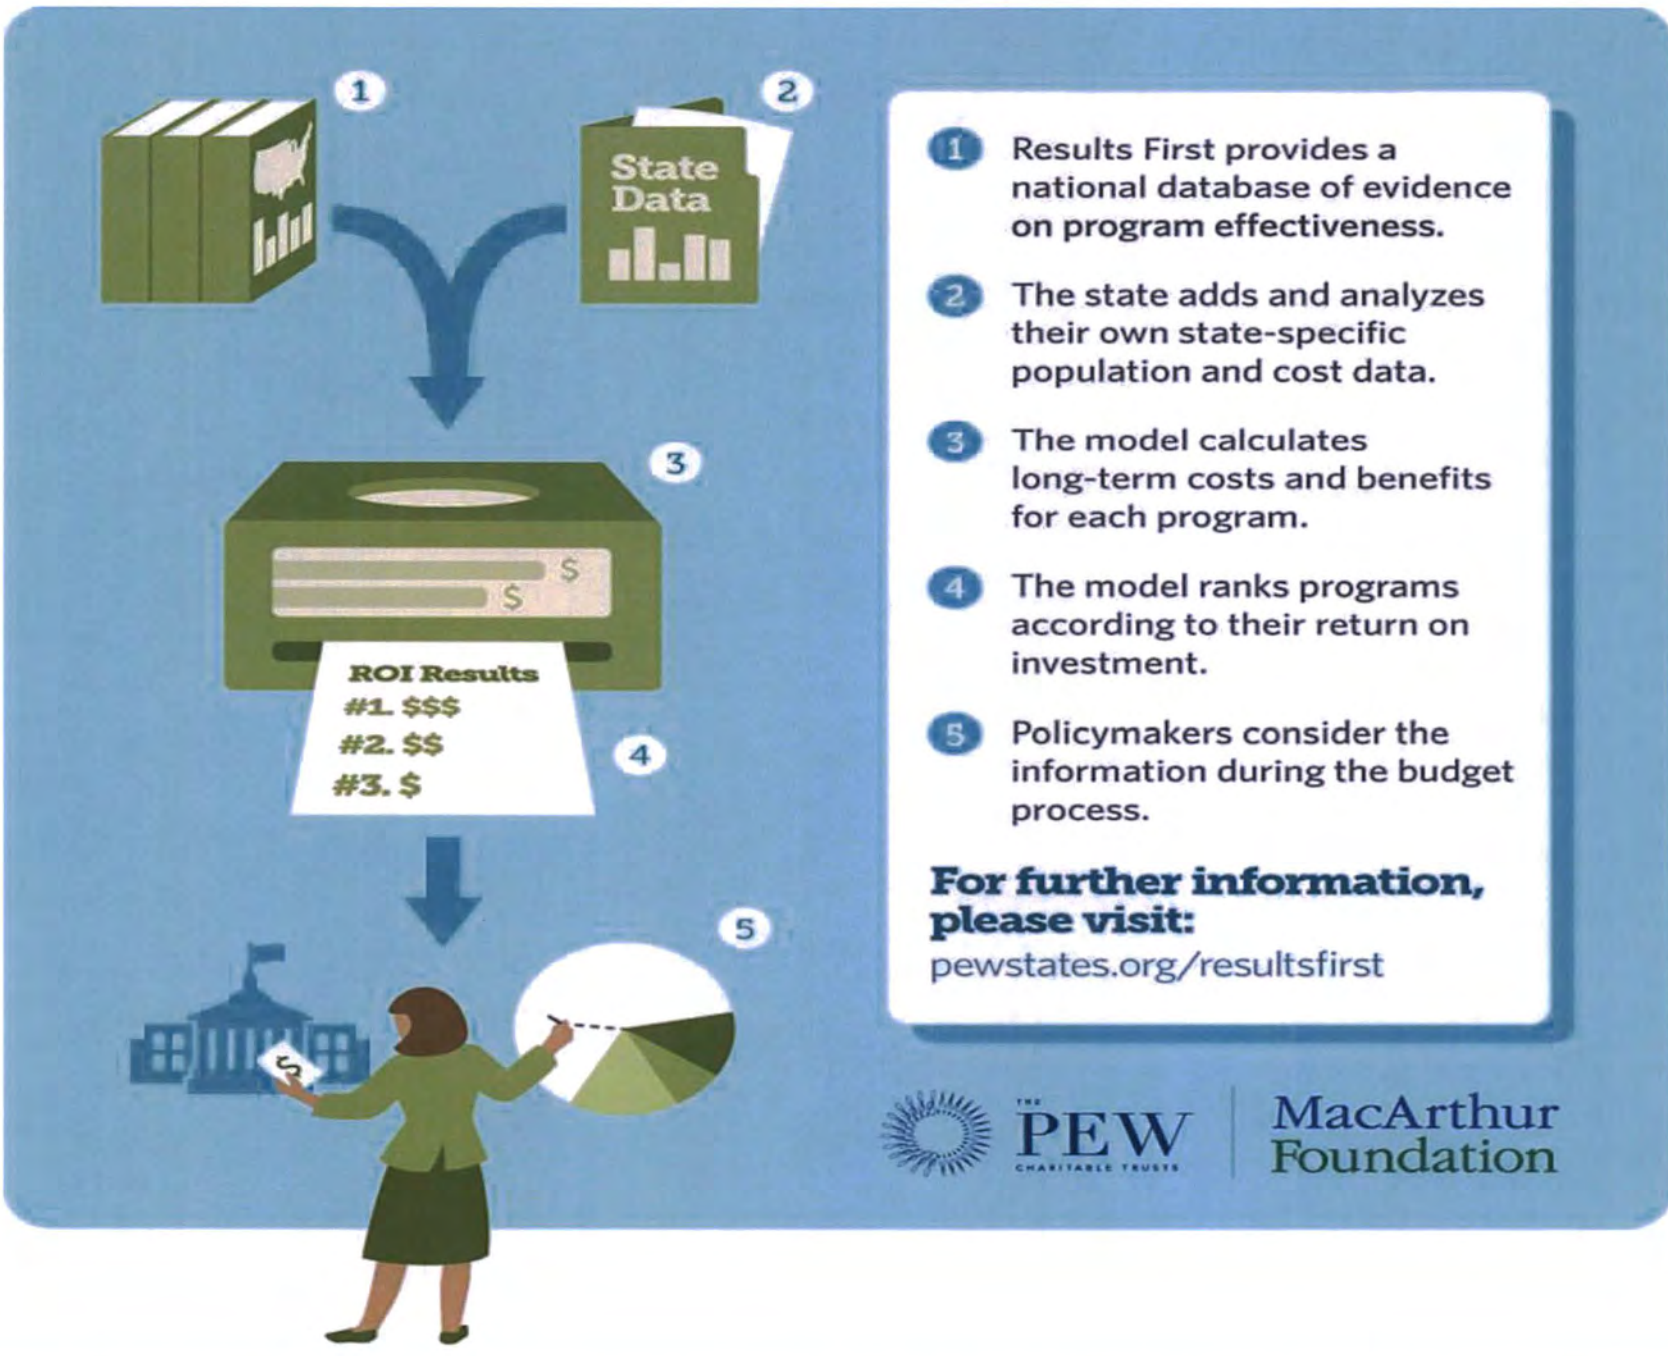 1
2
State
Data
3
$
$
ROI Results
#1. $$$
#2. $$
#3. $
4
5
$
1 Results First provides a
national database of evidence
on program effectiveness.
2 The state adds and analyzes
their own state-specific
population and cost data.
3 The model calculates
long-term costs and benefits
for each program.
4 The model ranks programs
according to their return on
investment.
5 Policymakers consider the
information during the budget
process.
For further information,
please visit:
pewstates.org/resultsfirst
THE
PEW
CHARITABLE TRUSTS
MacArthur
Foundation